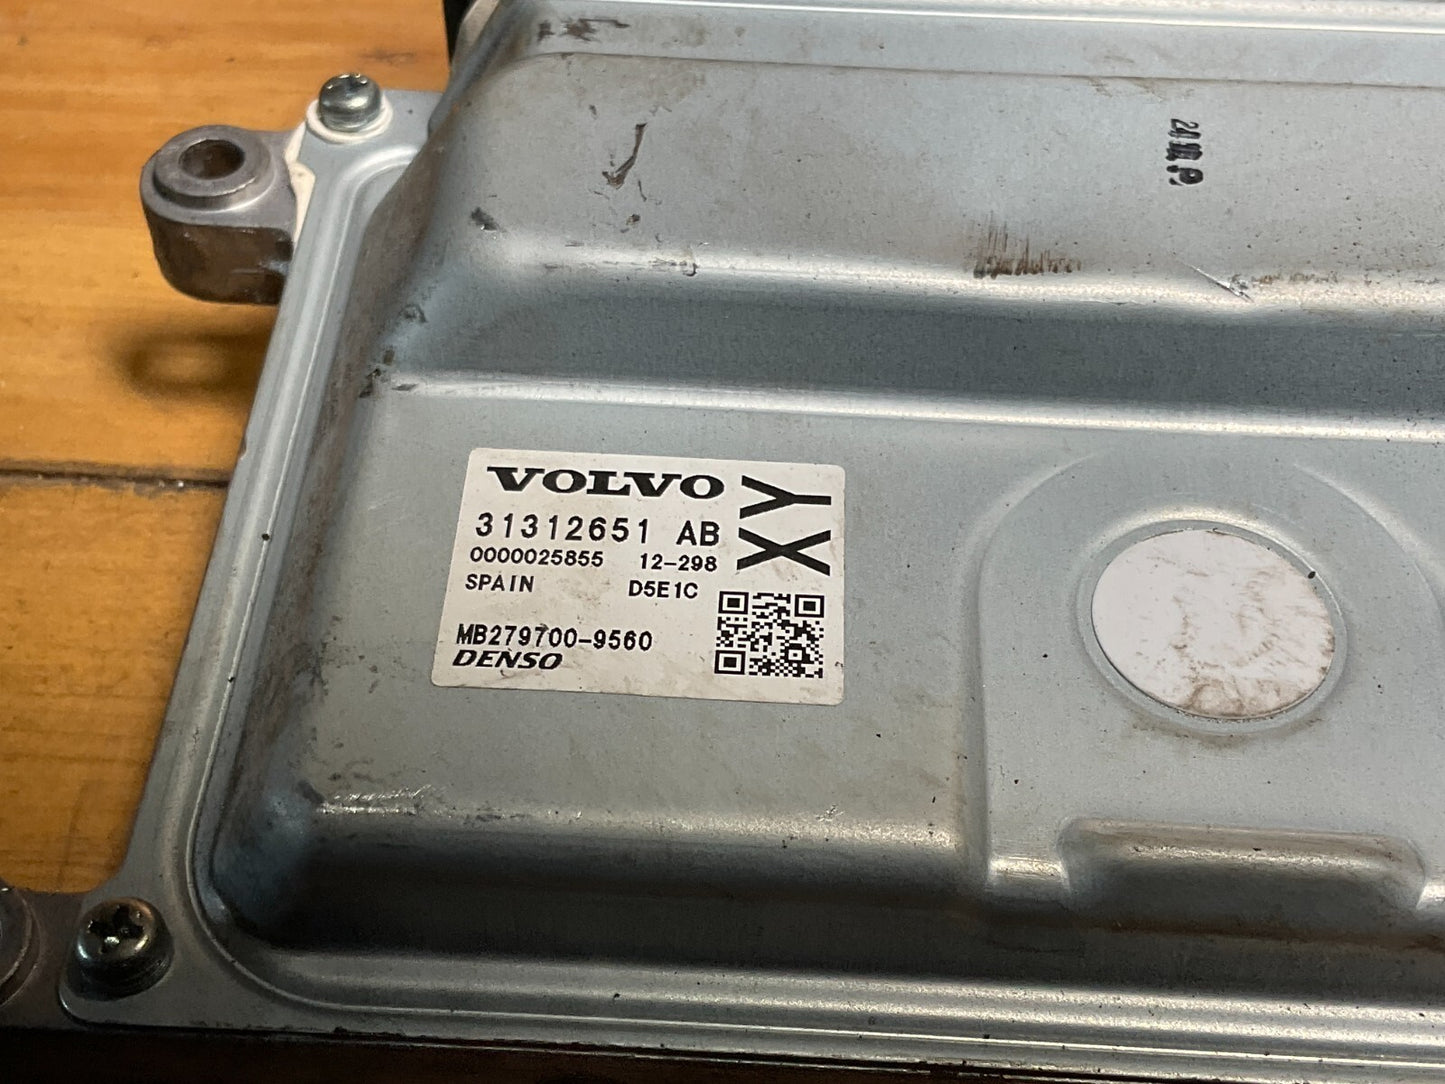 VOLVO
XY
31312651 AB
0000025855 12-298
SPAIN D5E1C
MB279700-9560
DENSO